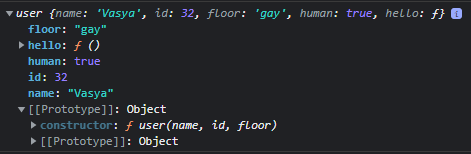 ▼ user {name: 'Vasya', id: 32, floor: 'gay', human: true, hello: ƒ} i
floor: "gay"
▶ hello: ƒ ()
human: true
id: 32
name: "Vasya"
▼ [[Prototype]]: Object
▶ constructor: ƒ user(name, id, floor)
▶ [[Prototype]]: Object